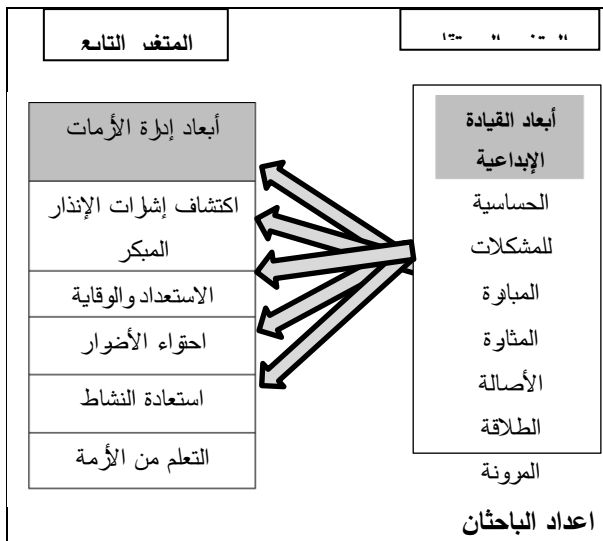 أبعاد القيادة
الإبداعية
الحساسية
للمشكلات
المبادرة
المثابرة
الأصالة
الطلاقة
المرونة
المتغير التابع
أبعاد إدارة الأزمات
اكتشاف إشارات الإنذار
المبكر
الاستعداد والوقاية
احتواء الأضرار
استعادة النشاط
التعلم من الأزمة
اعداد الباحثان